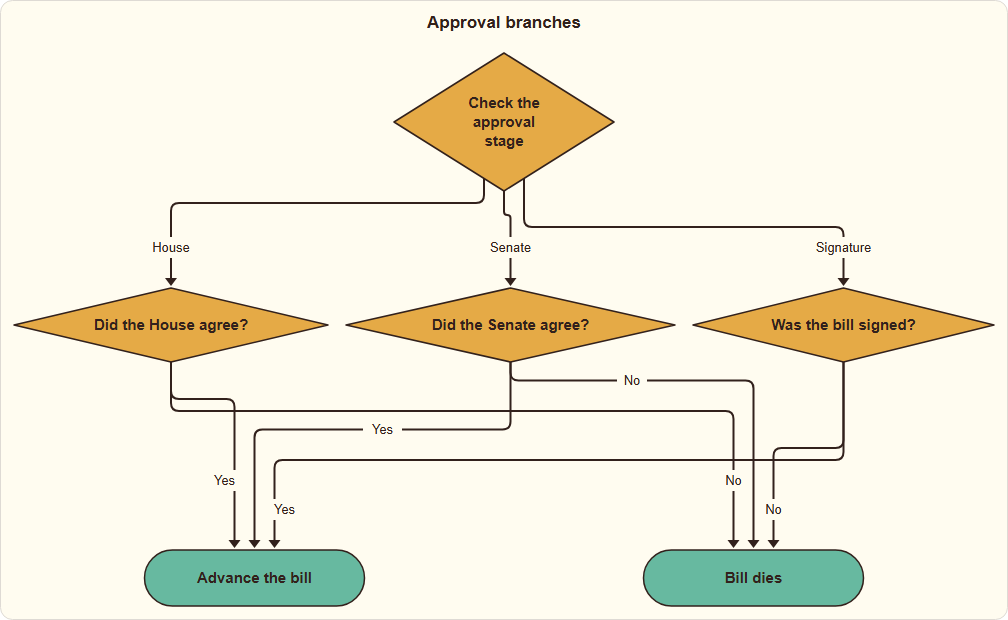 Approval branches
Check the
approval
stage
House
Senate
Signature
Did the House agree?
Did the Senate agree?
Was the bill signed?
No
Yes
Yes
No
Yes
No
Advance the bill
Bill dies